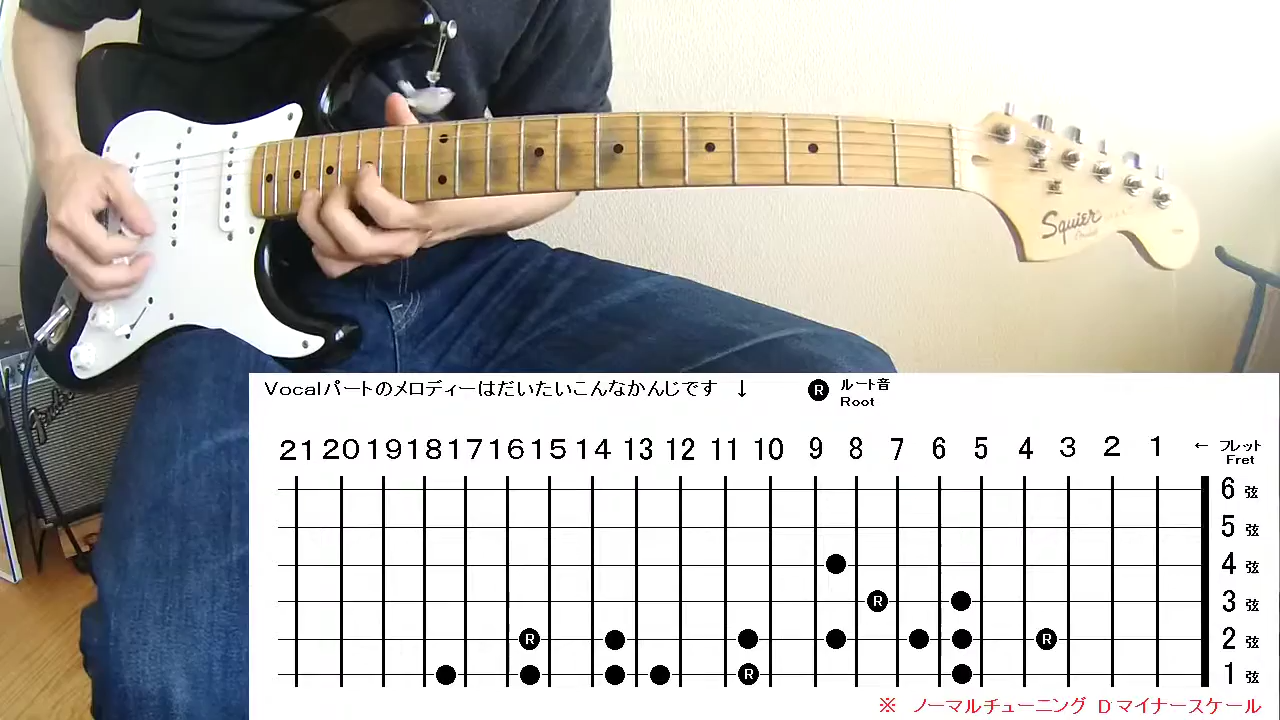 Squier
Fender
Vocalパートのメロディーはだいたいこんなかんじです ↓
R ルート音
Root
21 20 19 18 17 16 15 14 13 12 11 10 9 8 7 6 5 4 3 2 1 ← フレット
Fret
6 弦
5 弦
4 弦
R 3 弦
R R 2 弦
R 1 弦
※ ノーマルチューニング Dマイナースケール